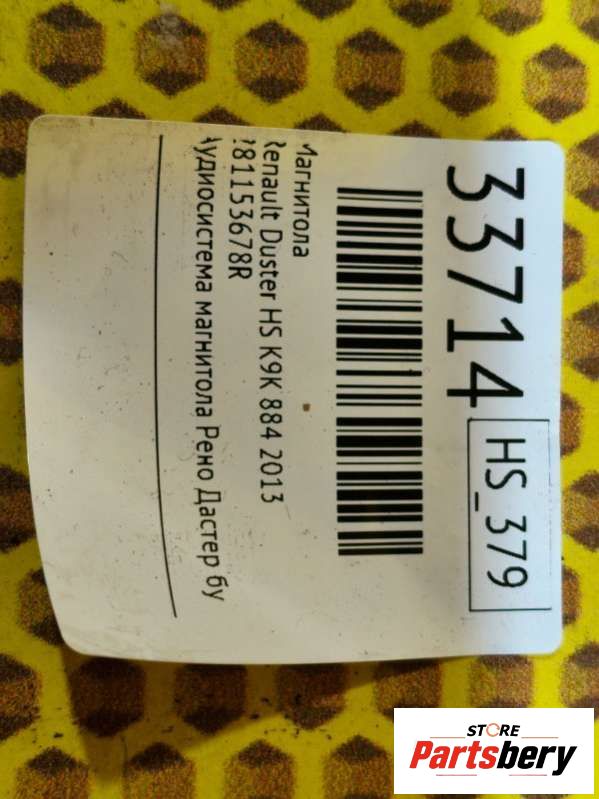 33714
HS_379
Магнитола
Renault Duster HS K9K 884 2013
281153678R
Аудиосистема магнитола Рено Дастер бу
STORE
Partsbery